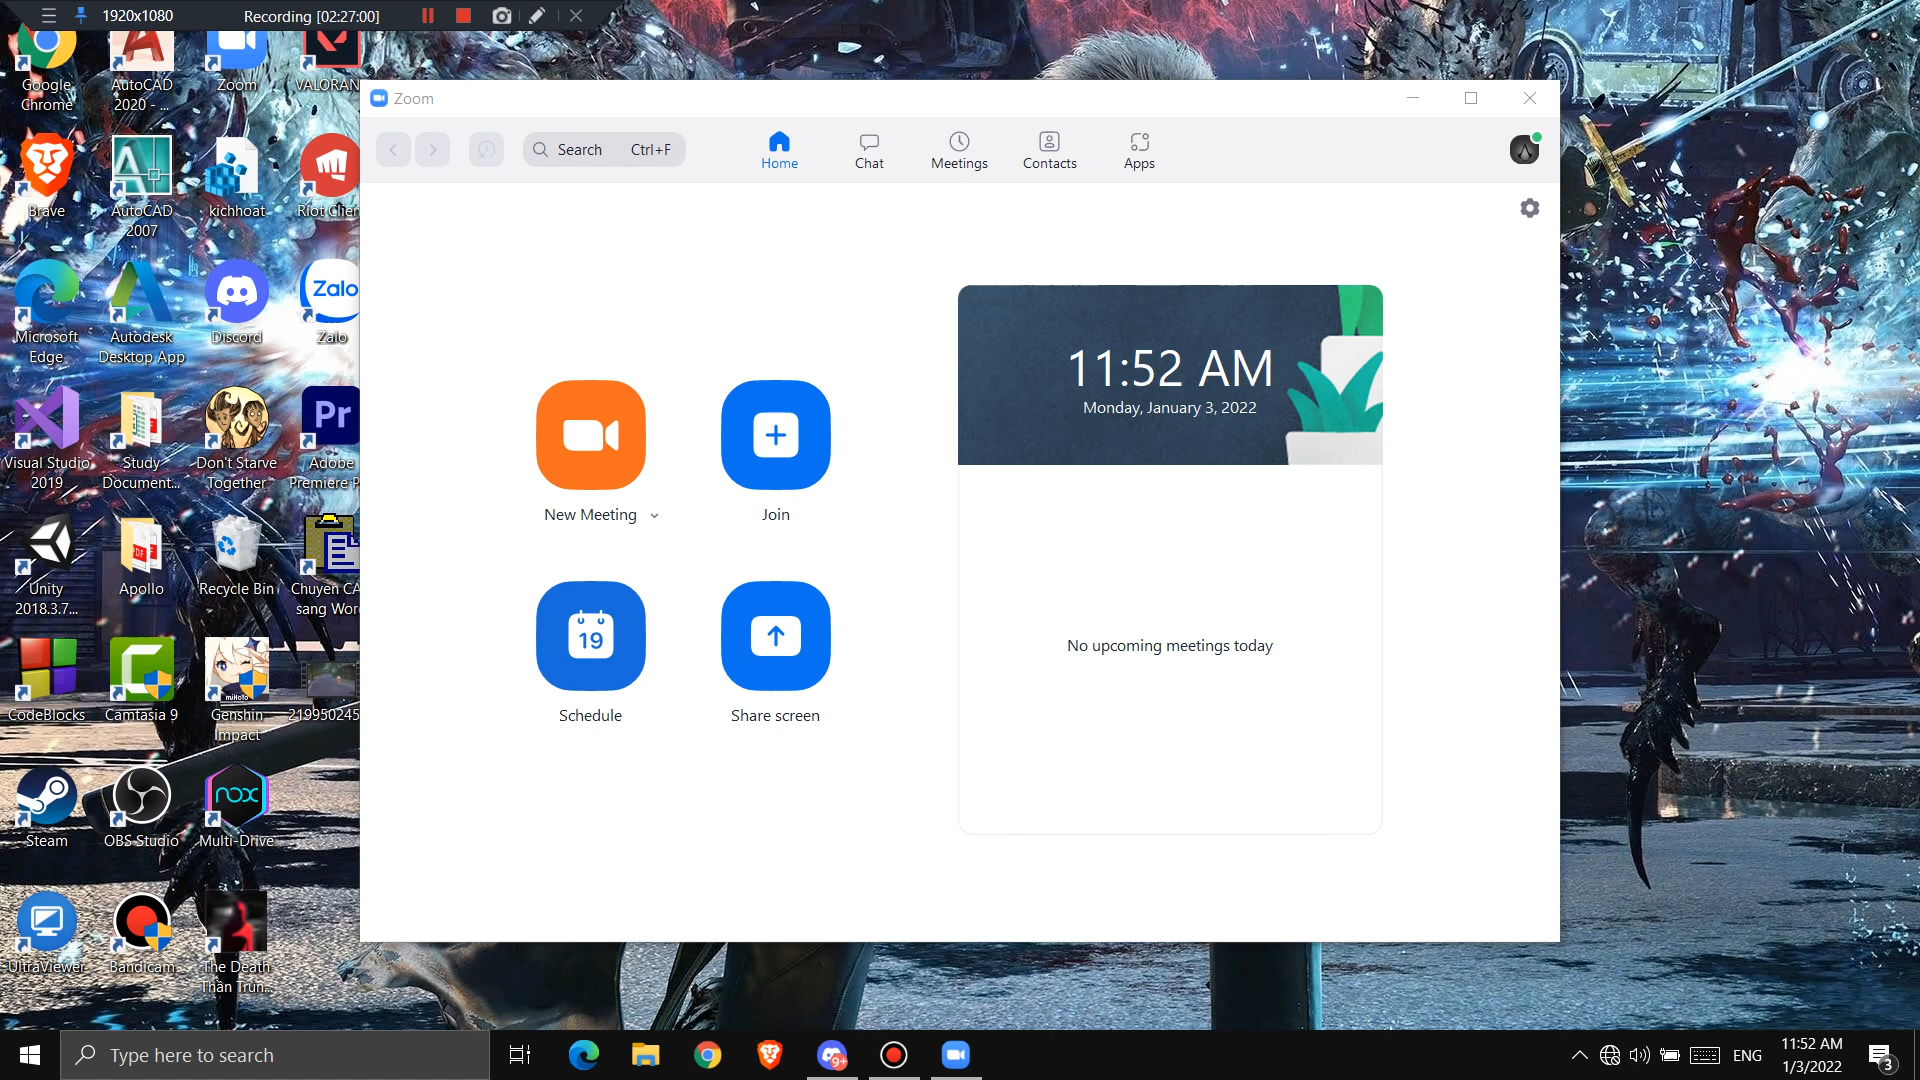 1920x1080
Recording [02:27:00]
Google
Chrome
AutoCAD
2020 - ...
Zoom
VALORAN
Zoom
Search
Ctrl+F
Home
Chat
Meetings
Contacts
Apps
Brave
AutoCAD
2007
kichhoat
Riot Clien
Microsoft
Edge
Autodesk
Desktop App
Discord
Zalo
Zalo
11:52 AM
Monday, January 3, 2022
Visual Studio
2019
Study
Document...
Don't Starve
Together
Pr
Adobe
Premiere P
New Meeting
Join
Unity
2018.3.7...
PDF
Apollo
Recycle Bin
Chuyen CA
sang Wor
19
Schedule
Share screen
No upcoming meetings today
CodeBlocks
Camtasia 9
miHoYo
Genshin
Impact
219950245
Steam
OBS Studio
nox
Multi-Drive
UltraViewer
Bandicam
The Death
Thần Trùn...
Type here to search
9+
ENG
11:52 AM
1/3/2022
3